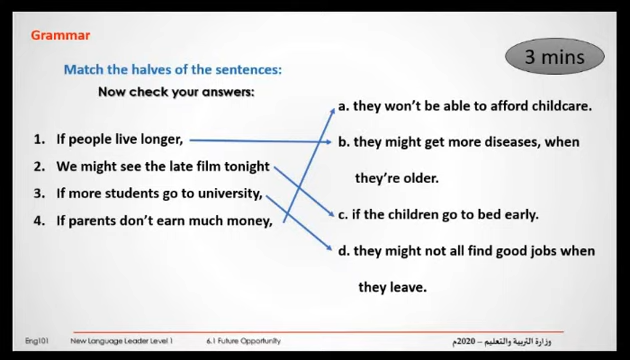 Grammar
3 mins
Match the halves of the sentences:
Now check your answers:
1. If people live longer,
2. We might see the late film tonight
3. If more students go to university,
4. If parents don't earn much money,
a. they won't be able to afford childcare.
b. they might get more diseases, when
they're older.
c. if the children go to bed early.
d. they might not all find good jobs when
they leave.
Eng101 New Language Leader Level 1 6.1 Future Opportunity وزارة التربية والتعليم – 2020م